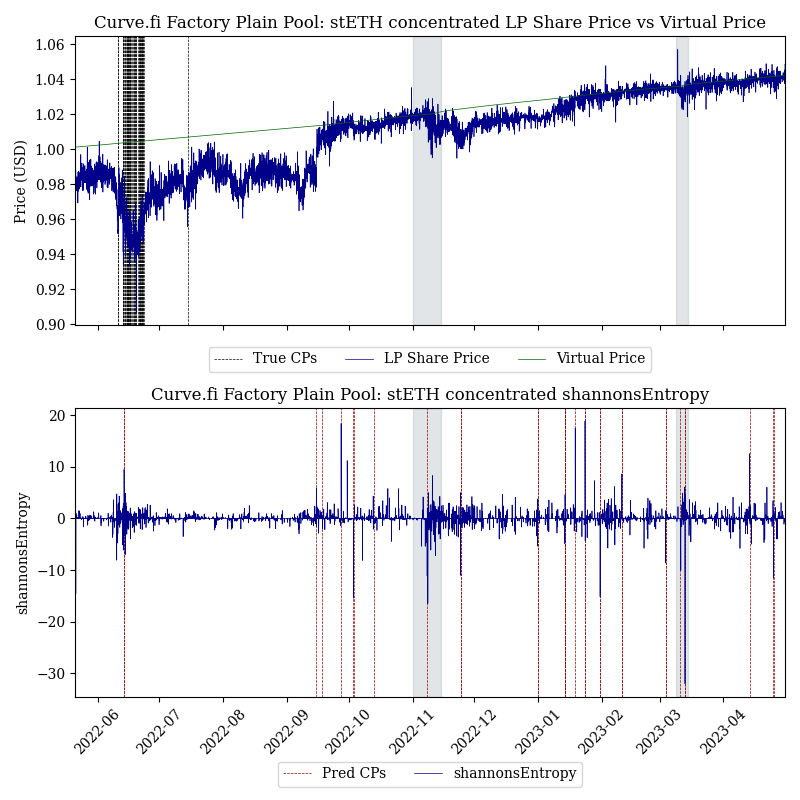 Curve.fi Factory Plain Pool: stETH concentrated LP Share Price vs Virtual Price
Price (USD)
1.06
1.04
1.02
1.00
0.98
0.96
0.94
0.92
0.90
True CPs
LP Share Price
Virtual Price
Curve.fi Factory Plain Pool: stETH concentrated shannonsEntropy
shannonsEntropy
20
10
0
−10
−20
−30
2022-06
2022-07
2022-08
2022-09
2022-10
2022-11
2022-12
2023-01
2023-02
2023-03
2023-04
Pred CPs
shannonsEntropy